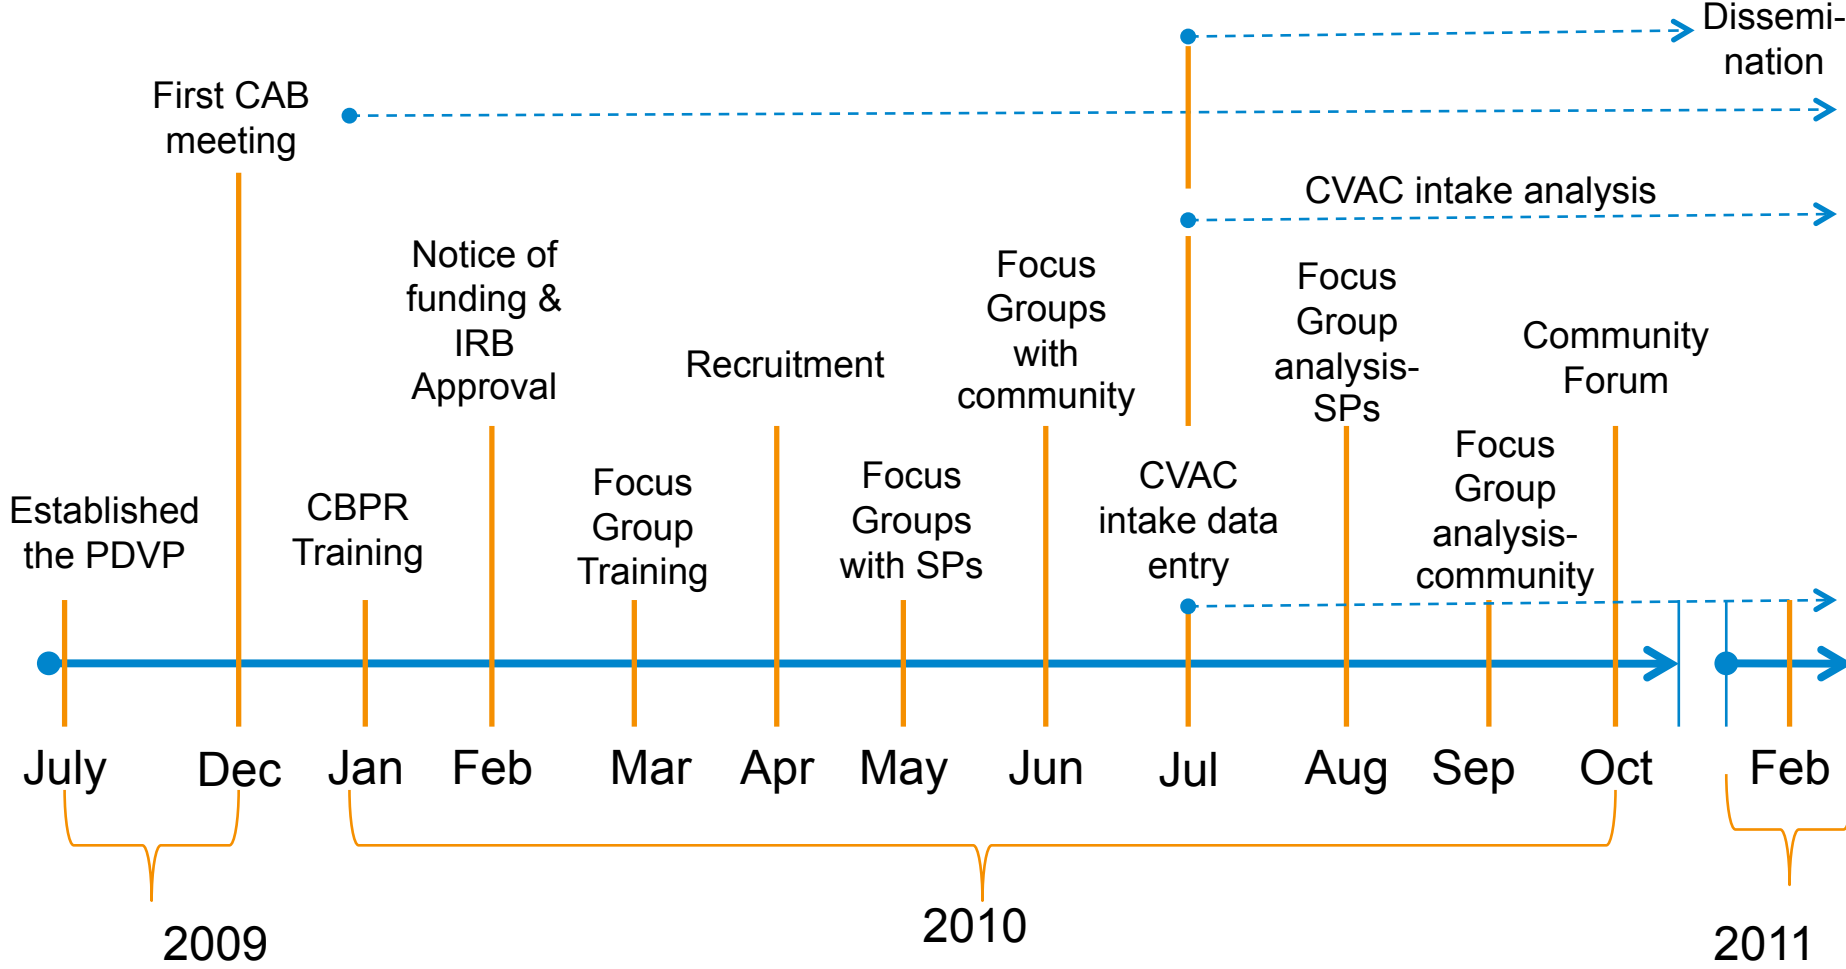 Dissemi-
nation
First CAB
meeting
CVAC intake analysis
Notice of
funding &
IRB
Approval
Focus
Groups
with
community
Focus
Group
analysis-
SPs
Community
Forum
Recruitment
Established
the PDVP
CBPR
Training
Focus
Group
Training
Focus
Groups
with SPs
CVAC
intake data
entry
Focus
Group
analysis-
community
July
Dec
Jan
Feb
Mar
Apr
May
Jun
Jul
Aug
Sep
Oct
Feb
2009
2010
2011